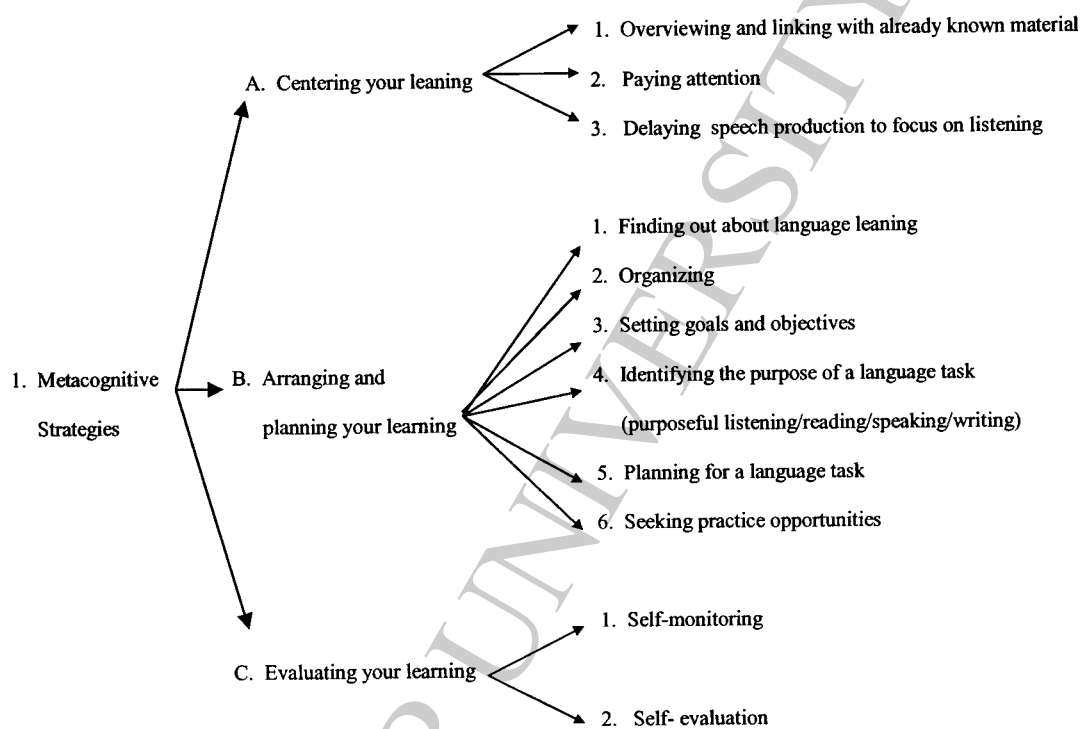 1. Overviewing and linking with already known material
A. Centering your leaning
2. Paying attention
3. Delaying speech production to focus on listening
1. Finding out about language leaning
2. Organizing
3. Setting goals and objectives
1. Metacognitive
Strategies
B. Arranging and
planning your learning
4. Identifying the purpose of a language task
(purposeful listening/reading/speaking/writing)
5. Planning for a language task
6. Seeking practice opportunities
1. Self-monitoring
C. Evaluating your learning
2. Self- evaluation
UNIVERSITY